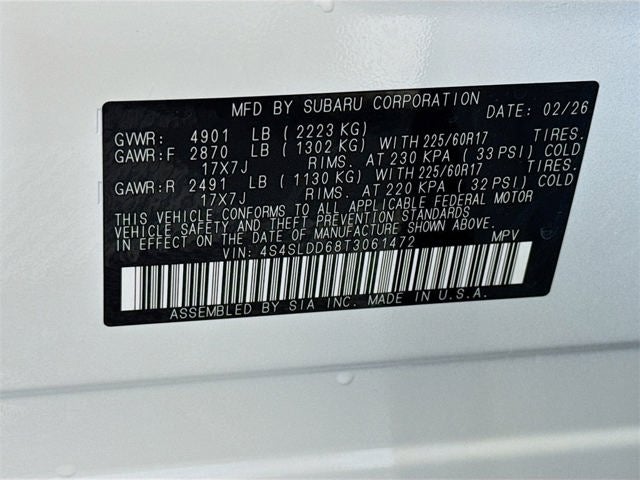 MFD BY SUBARU CORPORATION DATE: 02/26
GVWR: 4901 LB ( 2223 KG)
GAWR:F 2870 LB ( 1302 KG) WITH 225/60R17 TIRES.
17X7J RIMS. AT 230 KPA ( 33 PSI) COLD
GAWR:R 2491 LB ( 1130 KG) WITH 225/60R17 TIRES.
17X7J RIMS. AT 220 KPA ( 32 PSI) COLD
THIS VEHICLE CONFORMS TO ALL APPLICABLE FEDERAL MOTOR
VEHICLE SAFETY AND THEFT PREVENTION STANDARDS
IN EFFECT ON THE DATE OF MANUFACTURE SHOWN ABOVE.
VIN: 4S4SLDD68T3061472 MPV
ASSEMBLED BY SIA INC. MADE IN U.S.A.